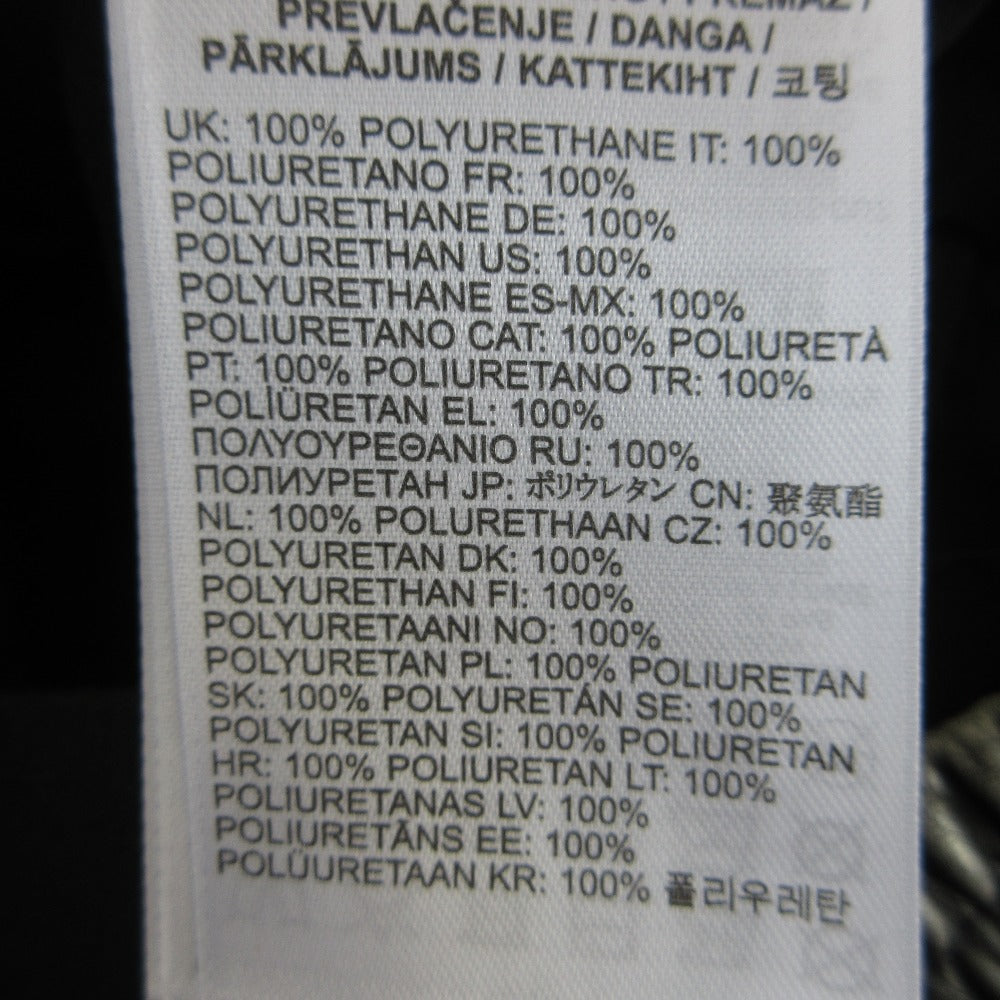 PREVLAČENJE / DANGA /
PĀRKLĀJUMS / KATTEKIHT / 코팅
UK: 100% POLYURETHANE IT: 100%
POLIURETANO FR: 100%
POLYURETHANE DE: 100%
POLYURETHAN US: 100%
POLYURETHANE ES-MX: 100%
POLIURETANO CAT: 100% POLIURETÀ
PT: 100% POLIURETANO TR: 100%
POLİÜRETAN EL: 100%
ΠΟΛΥΟΥΡΕΘΑΝΙΟ RU: 100%
ПОЛИУРЕТАН JP: ポリウレタン CN: 聚氨酯
NL: 100% POLURETHAAN CZ: 100%
POLYURETAN DK: 100%
POLYURETHAN FI: 100%
POLYURETAANI NO: 100%
POLYURETAN PL: 100% POLIURETAN
SK: 100% POLYURETÁN SE: 100%
POLYURETAN SI: 100% POLIURETAN
HR: 100% POLIURETAN LT: 100%
POLIURETANAS LV: 100%
POLIURETĀNS EE: 100%
POLÜURETAAN KR: 100% 폴리우레탄